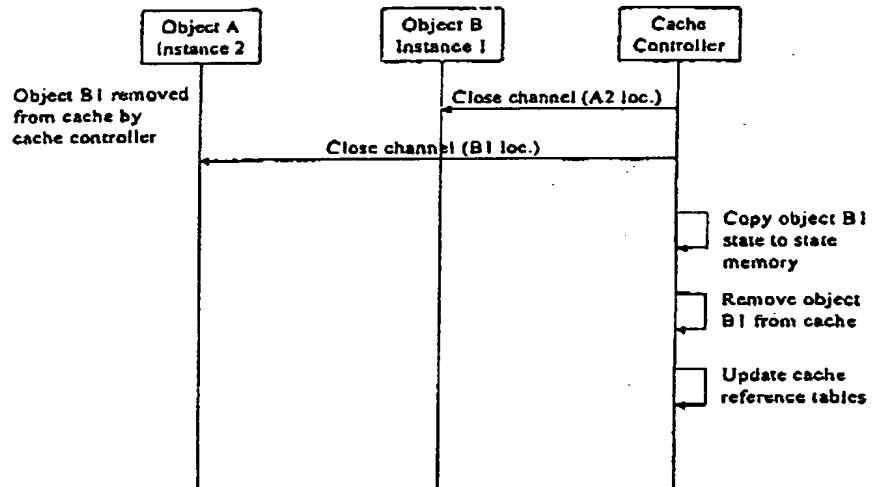 Object A
Instance 2
Object B
Instance 1
Cache
Controller
Object B1 removed
from cache by
cache controller
Close channel (A2 loc.)
Close channel (B1 loc.)
Copy object B1
state to state
memory
Remove object
B1 from cache
Update cache
reference tables